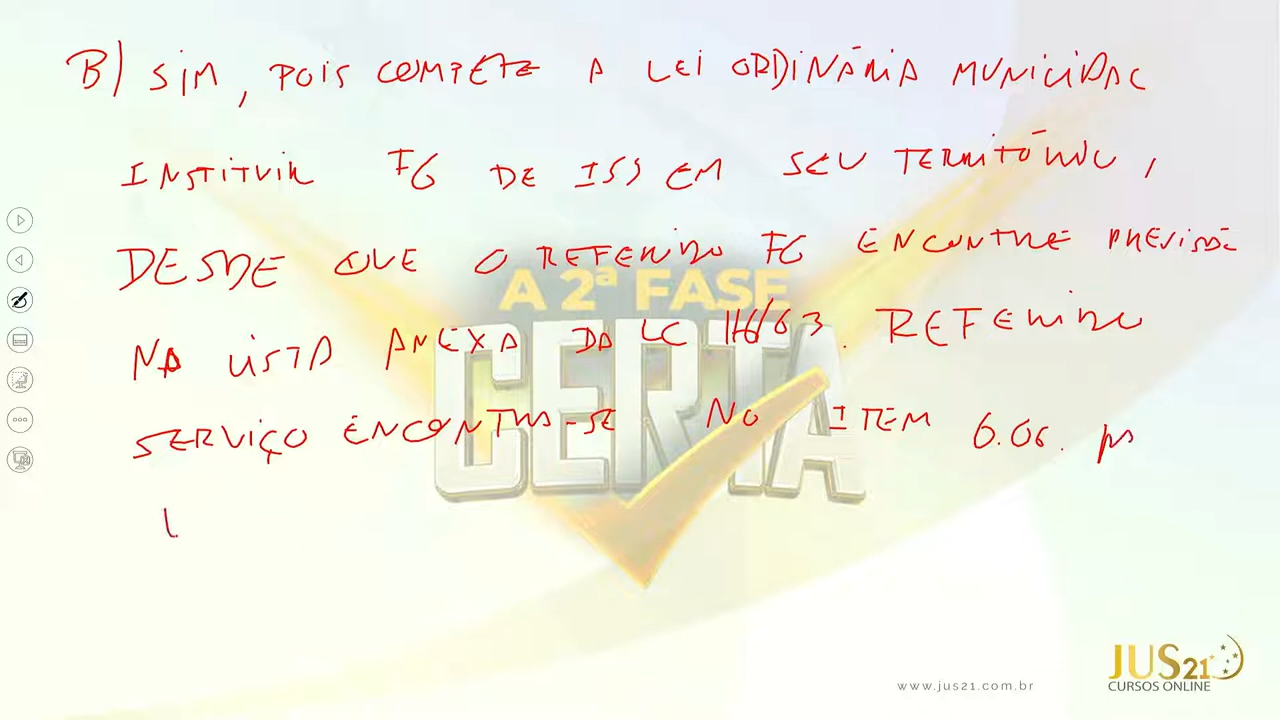 B) SIM, POIS COMPETE A LEI ORDINÁRIA MUNICIPAL
INSTITUIR FG DE ISS EM SEU TERRITÓRIO,
DESDE QUE O REFERIDO FG ENCONTRE PREVISÃO
NA LISTA ANEXA DA LC 116/03. REFERIDO
SERVIÇO ENCONTRA-SE NO ITEM 6.06.
A 2ª FASE
CERTA
JUS21
CURSOS ONLINE
www.jus21.com.br